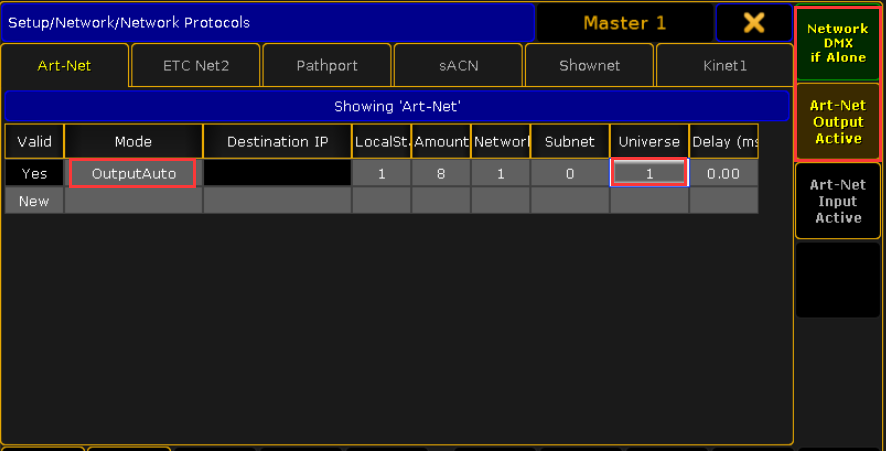 Setup/Network/Network Protocols
Master 1
Art-Net
ETC Net2
Pathport
sACN
Shownet
Kinet1
Showing 'Art-Net'
Valid Mode Destination IP LocalSt. Amount Network Subnet Universe Delay (ms
Yes OutputAuto 1 8 1 0 1 0.00
New
Network
DMX
if Alone
Art-Net
Output
Active
Art-Net
Input
Active